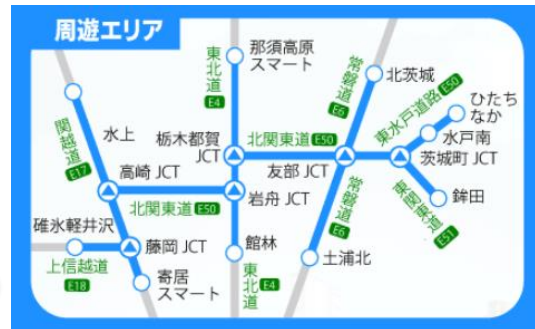 周遊エリア
東北道
E4
那須高原
スマート
常磐道
E6
北茨城
東水戸道路 E50
ひたち
なか
水戸南
関越道
E17
水上
栃木都賀
JCT
北関東道 E50
友部 JCT
茨城町 JCT
高崎 JCT
北関東道 E50
岩舟 JCT
常磐道
E6
東関東道
E51
鉾田
碓氷軽井沢
上信越道
E18
藤岡 JCT
寄居
スマート
館林
東北道
E4
土浦北